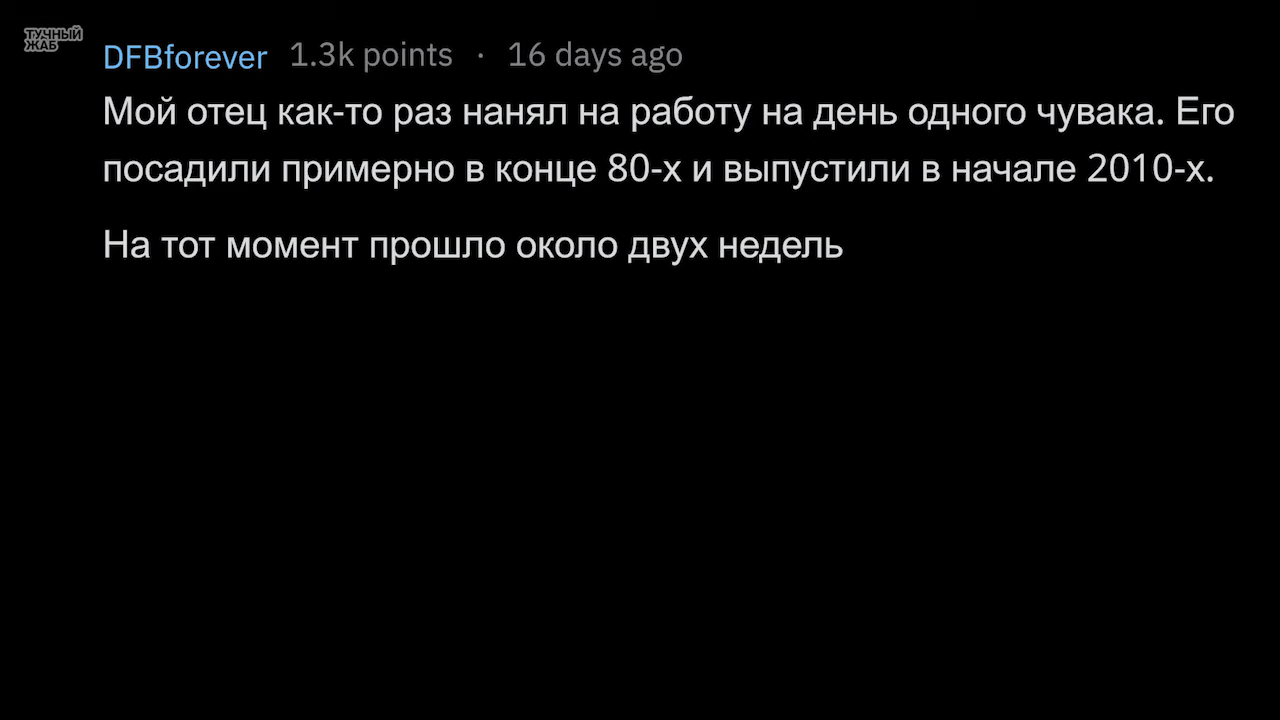 ТУЧНЫЙ
ЖАБ
DFBforever 1.3k points · 16 days ago
Мой отец как-то раз нанял на работу на день одного чувака. Его
посадили примерно в конце 80-х и выпустили в начале 2010-х.
На тот момент прошло около двух недель